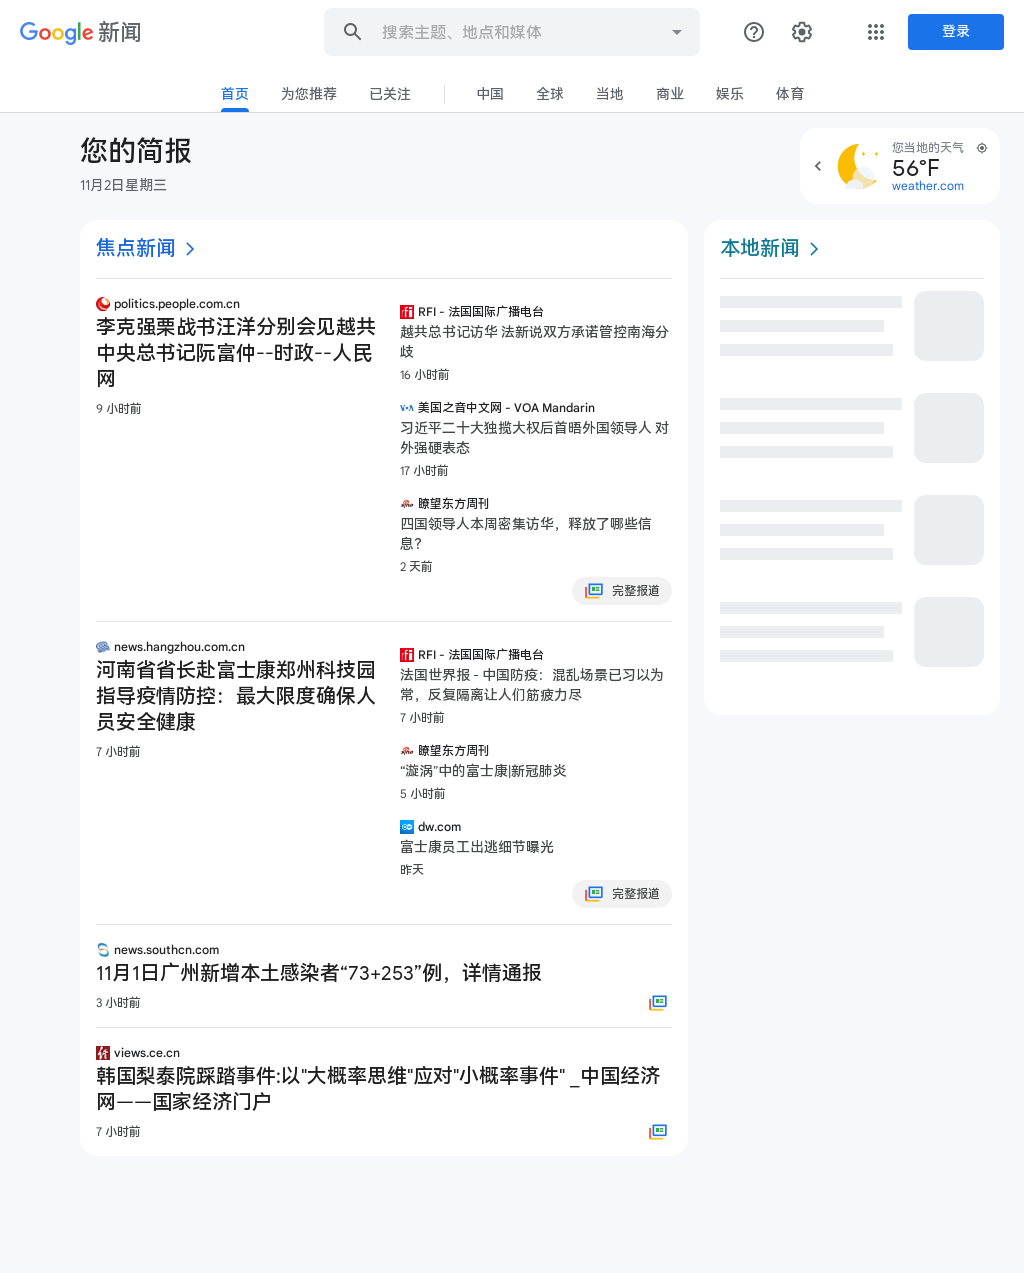 Google 新闻
搜索主题、地点和媒体
登录
首页
为您推荐
已关注
中国
全球
当地
商业
娱乐
体育
您的简报
11月2日星期三
您当地的天气
56°F
weather.com
焦点新闻
politics.people.com.cn
李克强栗战书汪洋分别会见越共
中央总书记阮富仲--时政--人民
网
9 小时前
RFI - 法国国际广播电台
越共总书记访华 法新说双方承诺管控南海分
歧
16 小时前
美国之音中文网 - VOA Mandarin
习近平二十大独揽大权后首晤外国领导人 对
外强硬表态
17 小时前
瞭望东方周刊
四国领导人本周密集访华，释放了哪些信
息？
2 天前
完整报道
news.hangzhou.com.cn
河南省省长赴富士康郑州科技园
指导疫情防控：最大限度确保人
员安全健康
7 小时前
RFI - 法国国际广播电台
法国世界报 - 中国防疫：混乱场景已习以为
常，反复隔离让人们筋疲力尽
7 小时前
瞭望东方周刊
“漩涡”中的富士康|新冠肺炎
5 小时前
dw.com
富士康员工出逃细节曝光
昨天
完整报道
news.southcn.com
11月1日广州新增本土感染者“73+253”例，详情通报
3 小时前
views.ce.cn
韩国梨泰院踩踏事件:以"大概率思维"应对"小概率事件" _中国经济
网——国家经济门户
7 小时前
本地新闻